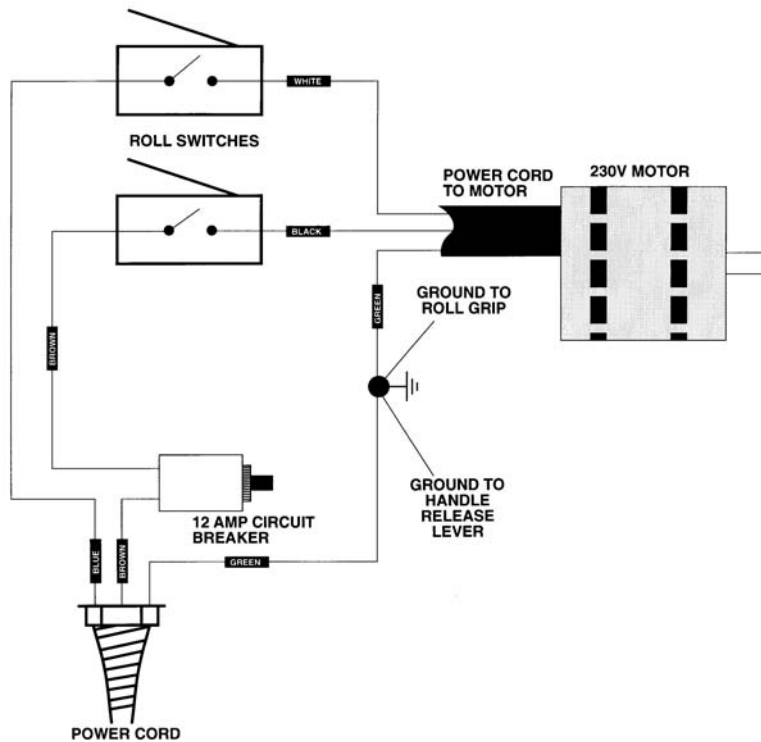 WHITE
ROLL SWITCHES
POWER CORD
TO MOTOR
230V MOTOR
BLACK
GREEN
GROUND TO
ROLL GRIP
BROWN
GROUND TO
HANDLE
RELEASE
LEVER
12 AMP CIRCUIT
BREAKER
BLUE
BROWN
GREEN
POWER CORD